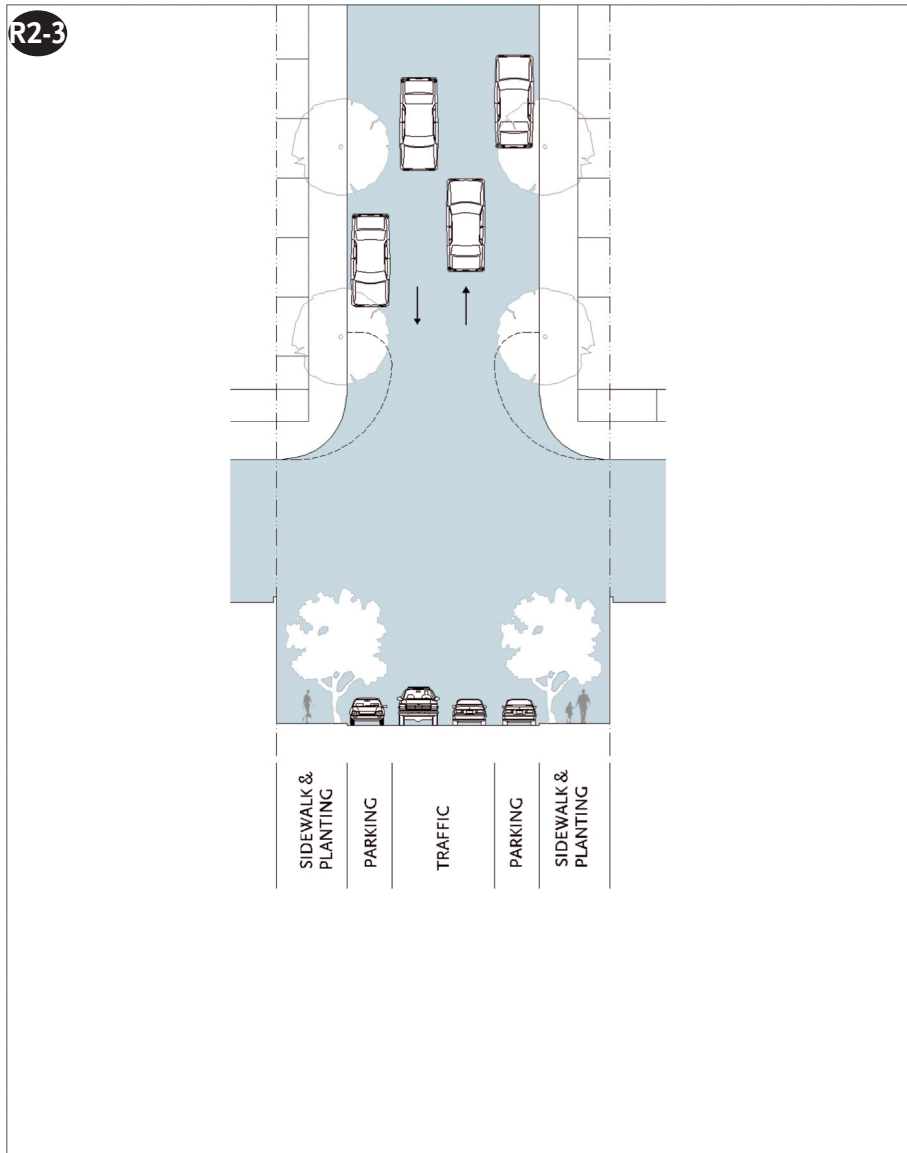 R2-3
SIDEWALK &
PLANTING
PARKING
TRAFFIC
PARKING
SIDEWALK &
PLANTING